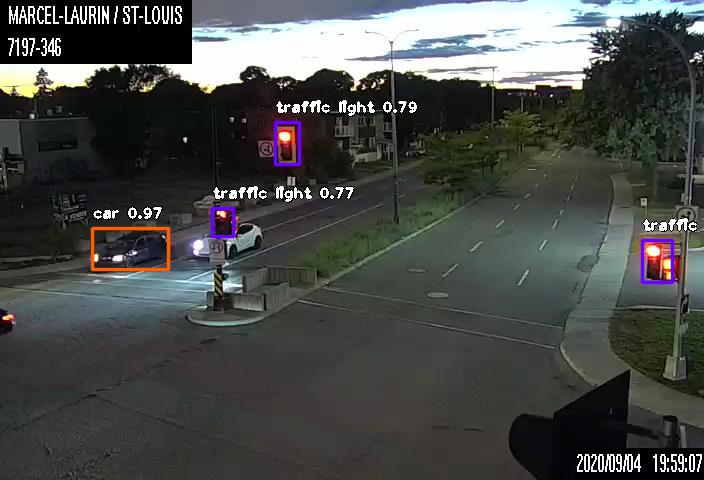 MARCEL-LAURIN / ST-LOUIS
7197-346
traffic light 0.79
traffic light 0.77
car 0.97
traffic
2020/09/04 19:59:07